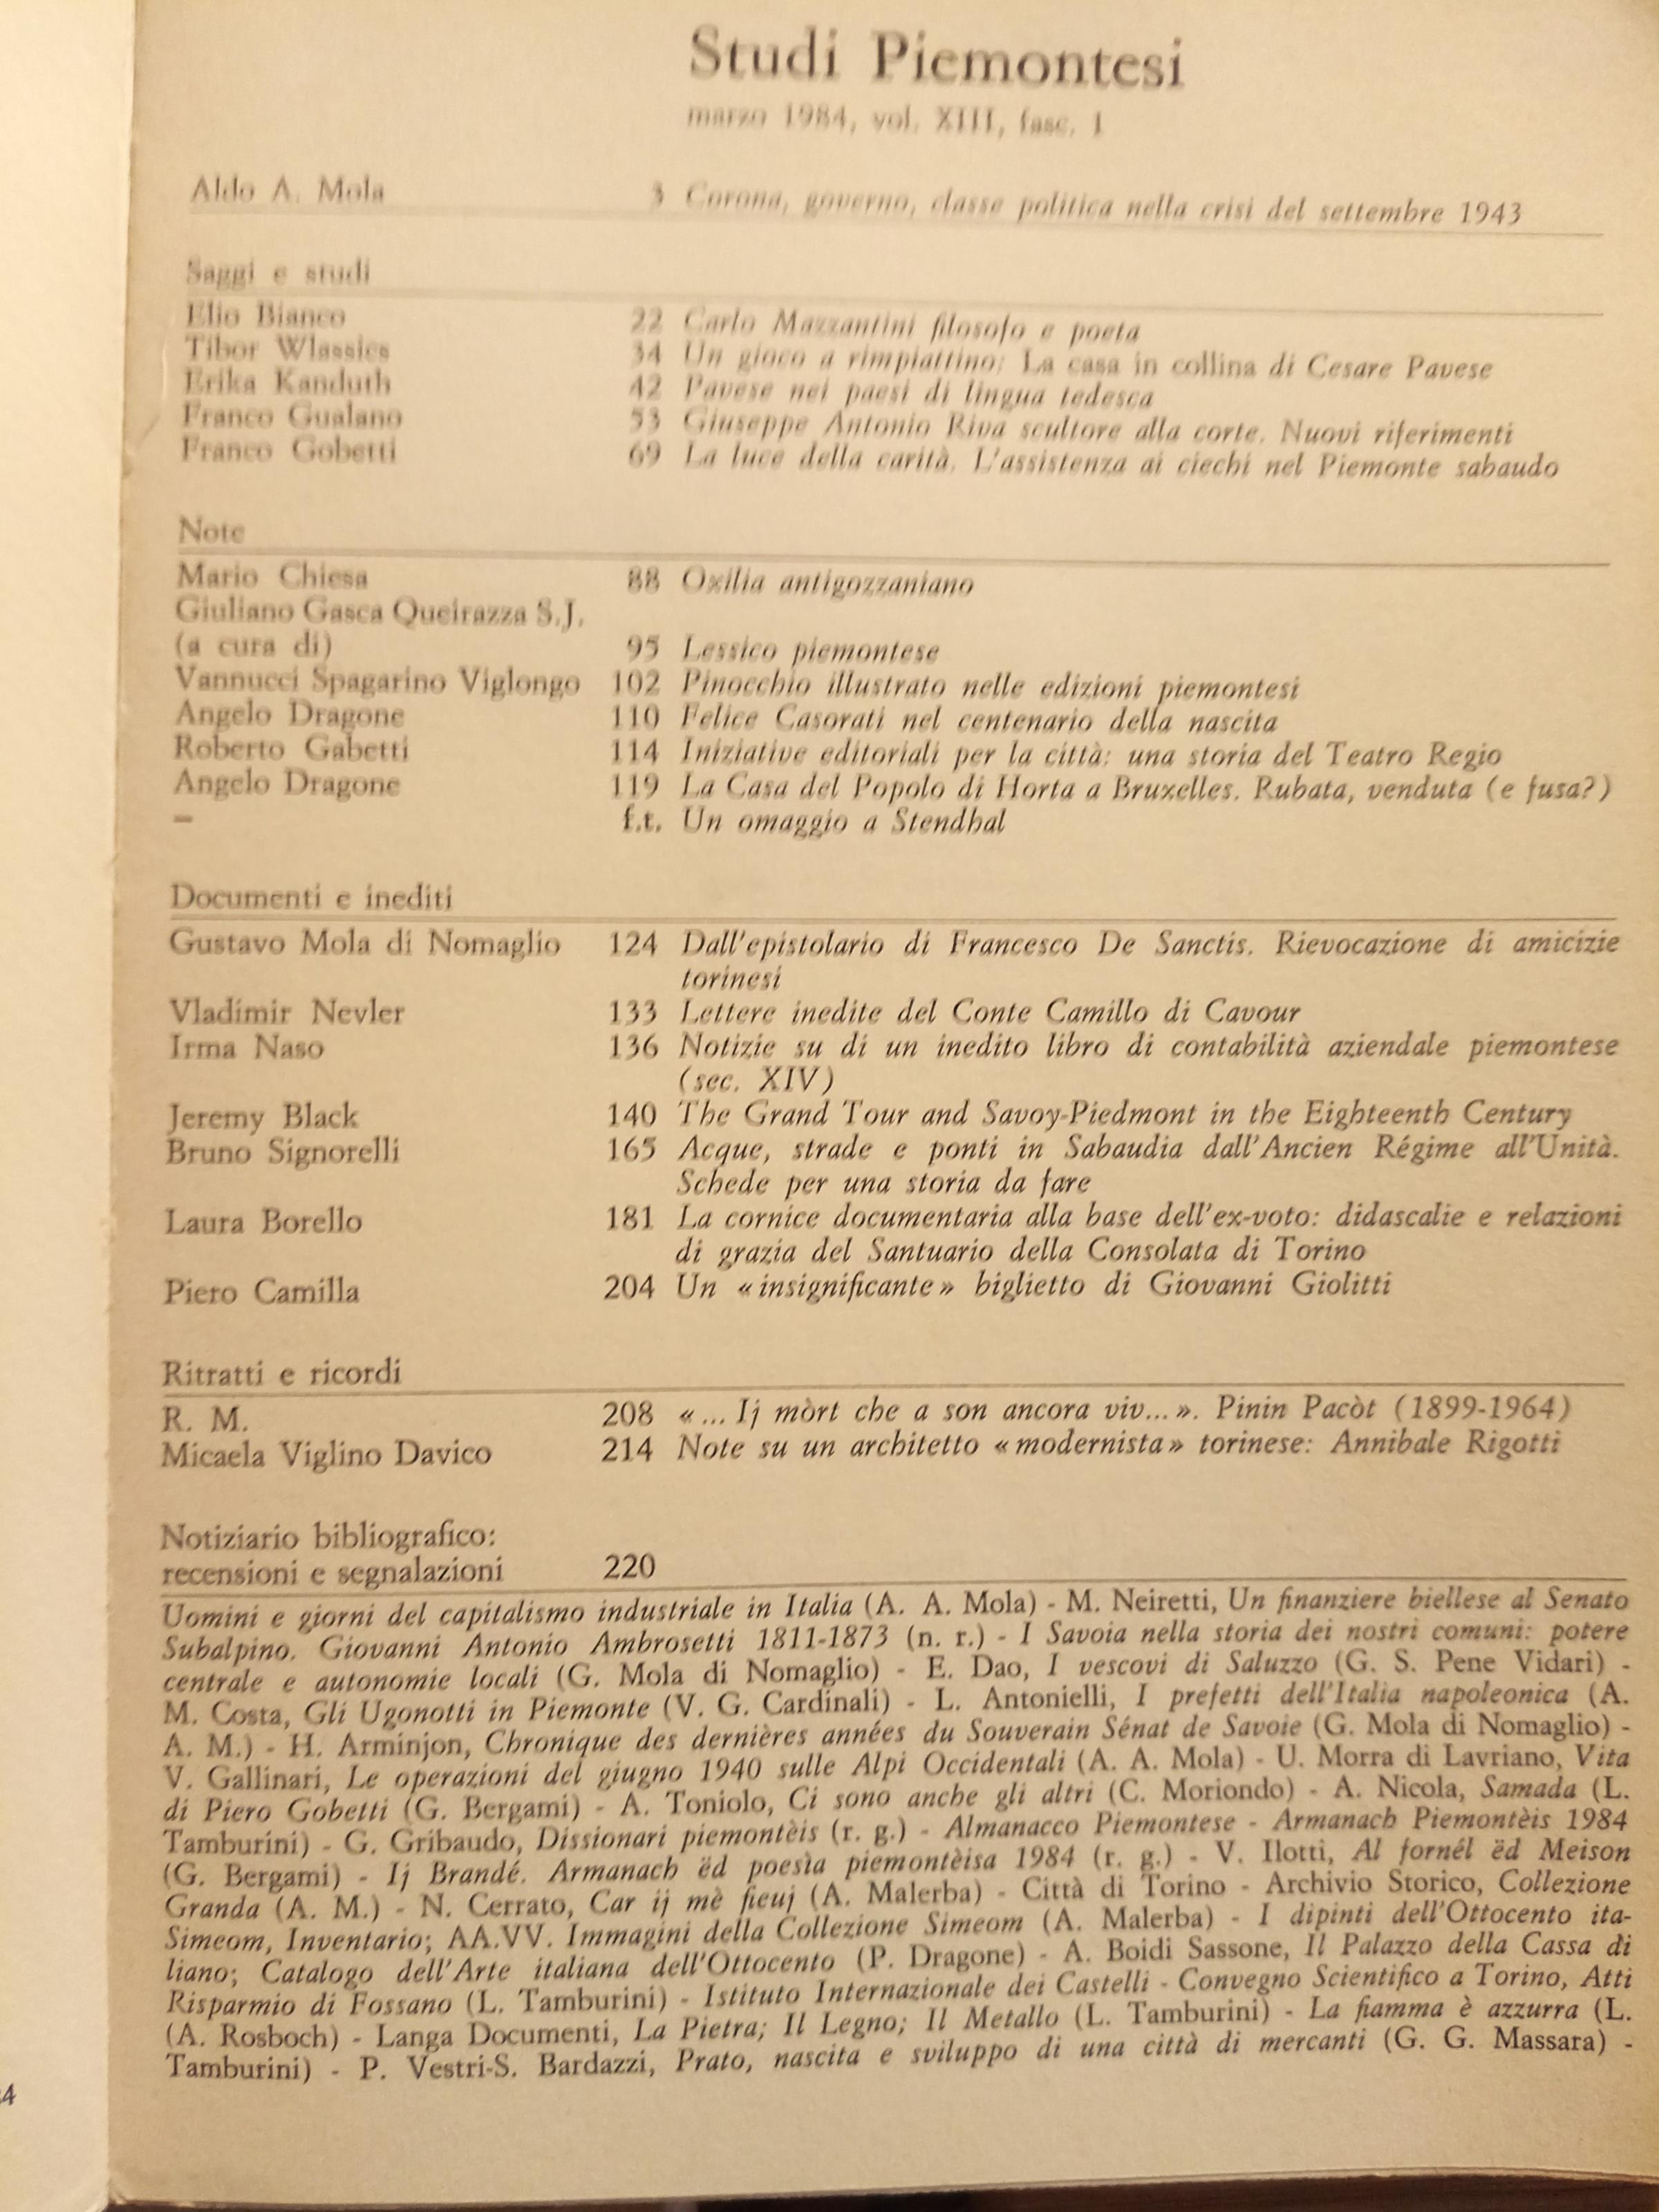 Studi Piemontesi
marzo 1984, vol. XIII, fasc. 1
Aldo A. Mola 3 Corona, governo, classe politica nella crisi del settembre 1943
Saggi e studi
Elio Bianco 22 Carlo Mazzantini filosofo e poeta
Tibor Wlassics 34 Un gioco a rimpiattino: La casa in collina di Cesare Pavese
Erika Kanduth 42 Pavese nei paesi di lingua tedesca
Franco Gualano 53 Giuseppe Antonio Riva scultore alla corte. Nuovi riferimenti
Franco Gobetti 69 La luce della carità. L'assistenza ai ciechi nel Piemonte sabaudo
Note
Mario Chiesa 88 Oxilia antigozzaniano
Giuliano Gasca Queirazza S.J.
(a cura di) 95 Lessico piemontese
Vannucci Spagarino Viglongo 102 Pinocchio illustrato nelle edizioni piemontesi
Angelo Dragone 110 Felice Casorati nel centenario della nascita
Roberto Gabetti 114 Iniziative editoriali per la città: una storia del Teatro Regio
Angelo Dragone 119 La Casa del Popolo di Horta a Bruxelles. Rubata, venduta (e fusa?)
– f.t. Un omaggio a Stendhal
Documenti e inediti
Gustavo Mola di Nomaglio 124 Dall'epistolario di Francesco De Sanctis. Rievocazione di amicizie
torinesi
Vladimir Nevler 133 Lettere inedite del Conte Camillo di Cavour
Irma Naso 136 Notizie su di un inedito libro di contabilità aziendale piemontese
(sec. XIV)
Jeremy Black 140 The Grand Tour and Savoy-Piedmont in the Eighteenth Century
Bruno Signorelli 165 Acque, strade e ponti in Sabaudia dall'Ancien Régime all'Unità.
Schede per una storia da fare
Laura Borello 181 La cornice documentaria alla base dell'ex-voto: didascalie e relazioni
di grazia del Santuario della Consolata di Torino
Piero Camilla 204 Un «insignificante» biglietto di Giovanni Giolitti
Ritratti e ricordi
R. M. 208 «... Ij mòrt che a son ancora viv...». Pinin Pacòt (1899-1964)
Micaela Viglino Davico 214 Note su un architetto «modernista» torinese: Annibale Rigotti
Notiziario bibliografico:
recensioni e segnalazioni 220
Uomini e giorni del capitalismo industriale in Italia (A. A. Mola) - M. Neiretti, Un finanziere biellese al Senato
Subalpino. Giovanni Antonio Ambrosetti 1811-1873 (n. r.) - I Savoia nella storia dei nostri comuni: potere
centrale e autonomie locali (G. Mola di Nomaglio) - E. Dao, I vescovi di Saluzzo (G. S. Pene Vidari) -
M. Costa, Gli Ugonotti in Piemonte (V. G. Cardinali) - L. Antonielli, I prefetti dell'Italia napoleonica (A.
A. M.) - H. Arminjon, Chronique des dernières années du Souverain Sénat de Savoie (G. Mola di Nomaglio) -
V. Gallinari, Le operazioni del giugno 1940 sulle Alpi Occidentali (A. A. Mola) - U. Morra di Lavriano, Vita
di Piero Gobetti (G. Bergami) - A. Toniolo, Ci sono anche gli altri (C. Moriondo) - A. Nicola, Samada (L.
Tamburini) - G. Gribaudo, Dissionari piemontèis (r. g.) - Almanacco Piemontese - Armanach Piemontèis 1984
(G. Bergami) - Ij Brandé. Armanach ëd poesìa piemontèisa 1984 (r. g.) - V. Ilotti, Al fornél ëd Meison
Granda (A. M.) - N. Cerrato, Car ij mè fieuj (A. Malerba) - Città di Torino - Archivio Storico, Collezione
Simeom, Inventario; AA.VV. Immagini della Collezione Simeom (A. Malerba) - I dipinti dell'Ottocento ita-
liano; Catalogo dell'Arte italiana dell'Ottocento (P. Dragone) - A. Boidi Sassone, Il Palazzo della Cassa di
Risparmio di Fossano (L. Tamburini) - Istituto Internazionale dei Castelli - Convegno Scientifico a Torino, Atti
(A. Rosboch) - Langa Documenti, La Pietra; Il Legno; Il Metallo (L. Tamburini) - La fiamma è azzurra (L.
Tamburini) - P. Vestri-S. Bardazzi, Prato, nascita e sviluppo di una città di mercanti (G. G. Massara) -